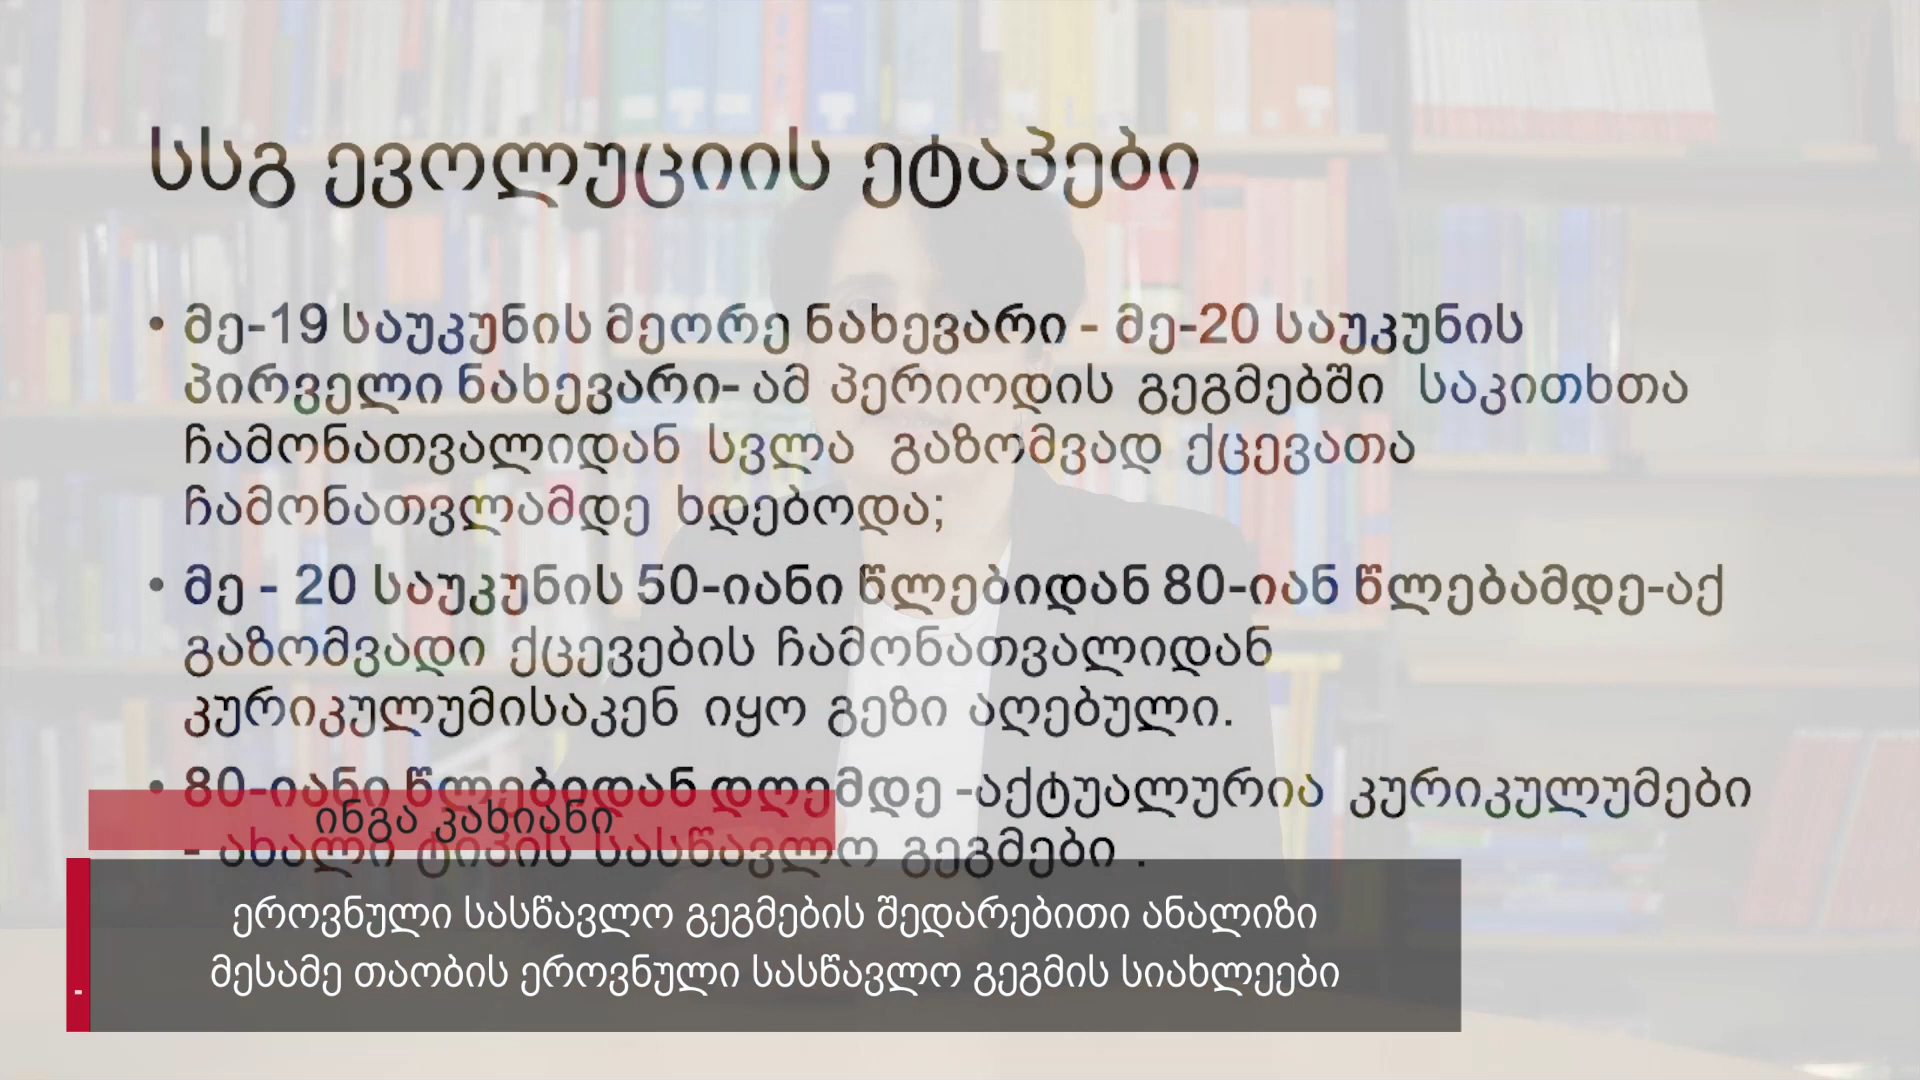 სსგ ევოლუციის ეტაპები
• მე-19 საუკუნის მეორე ნახევარი - მე-20 საუკუნის
პირველი ნახევარი- ამ პერიოდის გეგმებში საკითხთა
ჩამონათვალიდან სვლა გაზომვად ქცევათა
ჩამონათვლამდე ხდებოდა;
• მე - 20 საუკუნის 50-იანი წლებიდან 80-იან წლებამდე-აქ
გაზომვადი ქცევების ჩამონათვალიდან
კურიკულუმისაკენ იყო გეზი აღებული.
• 80-იანი წლებიდან დღემდე -აქტუალურია კურიკულუმები
- ახალი ტიპის სასწავლო გეგმები .
ინგა კახიანი
ეროვნული სასწავლო გეგმების შედარებითი ანალიზი
მესამე თაობის ეროვნული სასწავლო გეგმის სიახლეები
-